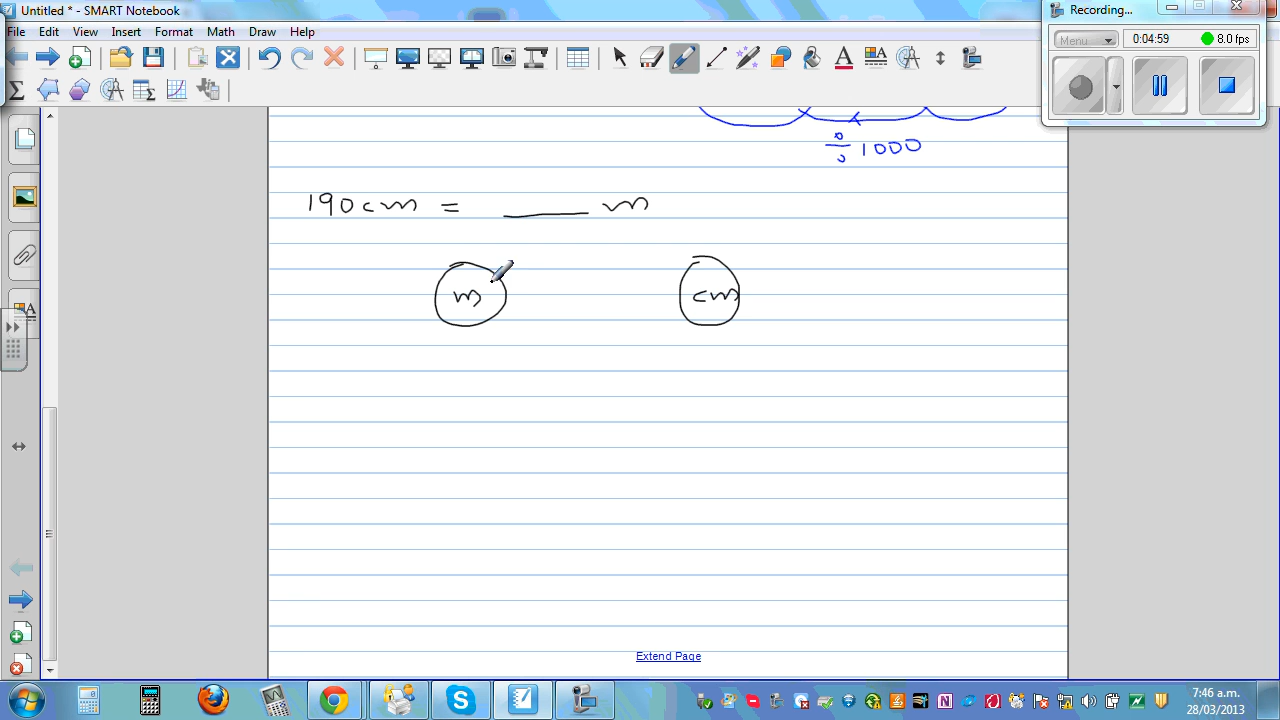 Untitled * - SMART Notebook
File Edit View Insert Format Math Draw Help
Recording...
Menu
0:04:59
8.0 fps
÷ 1000
190cm = ____ m
m
cm
Extend Page
7:46 a.m.
28/03/2013